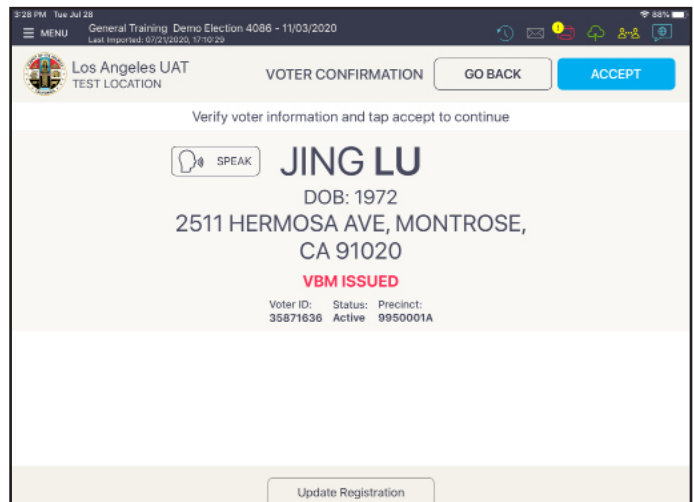 3:28 PM Tue Jul 28
88%
MENU
General Training Demo Election 4086 - 11/03/2020
Last Imported: 07/21/2020, 17:10:29
Los Angeles UAT
TEST LOCATION
VOTER CONFIRMATION
GO BACK
ACCEPT
Verify voter information and tap accept to continue
SPEAK
JING LU
DOB: 1972
2511 HERMOSA AVE, MONTROSE,
CA 91020
VBM ISSUED
Voter ID: Status: Precinct:
35871636 Active 9950001A
Update Registration